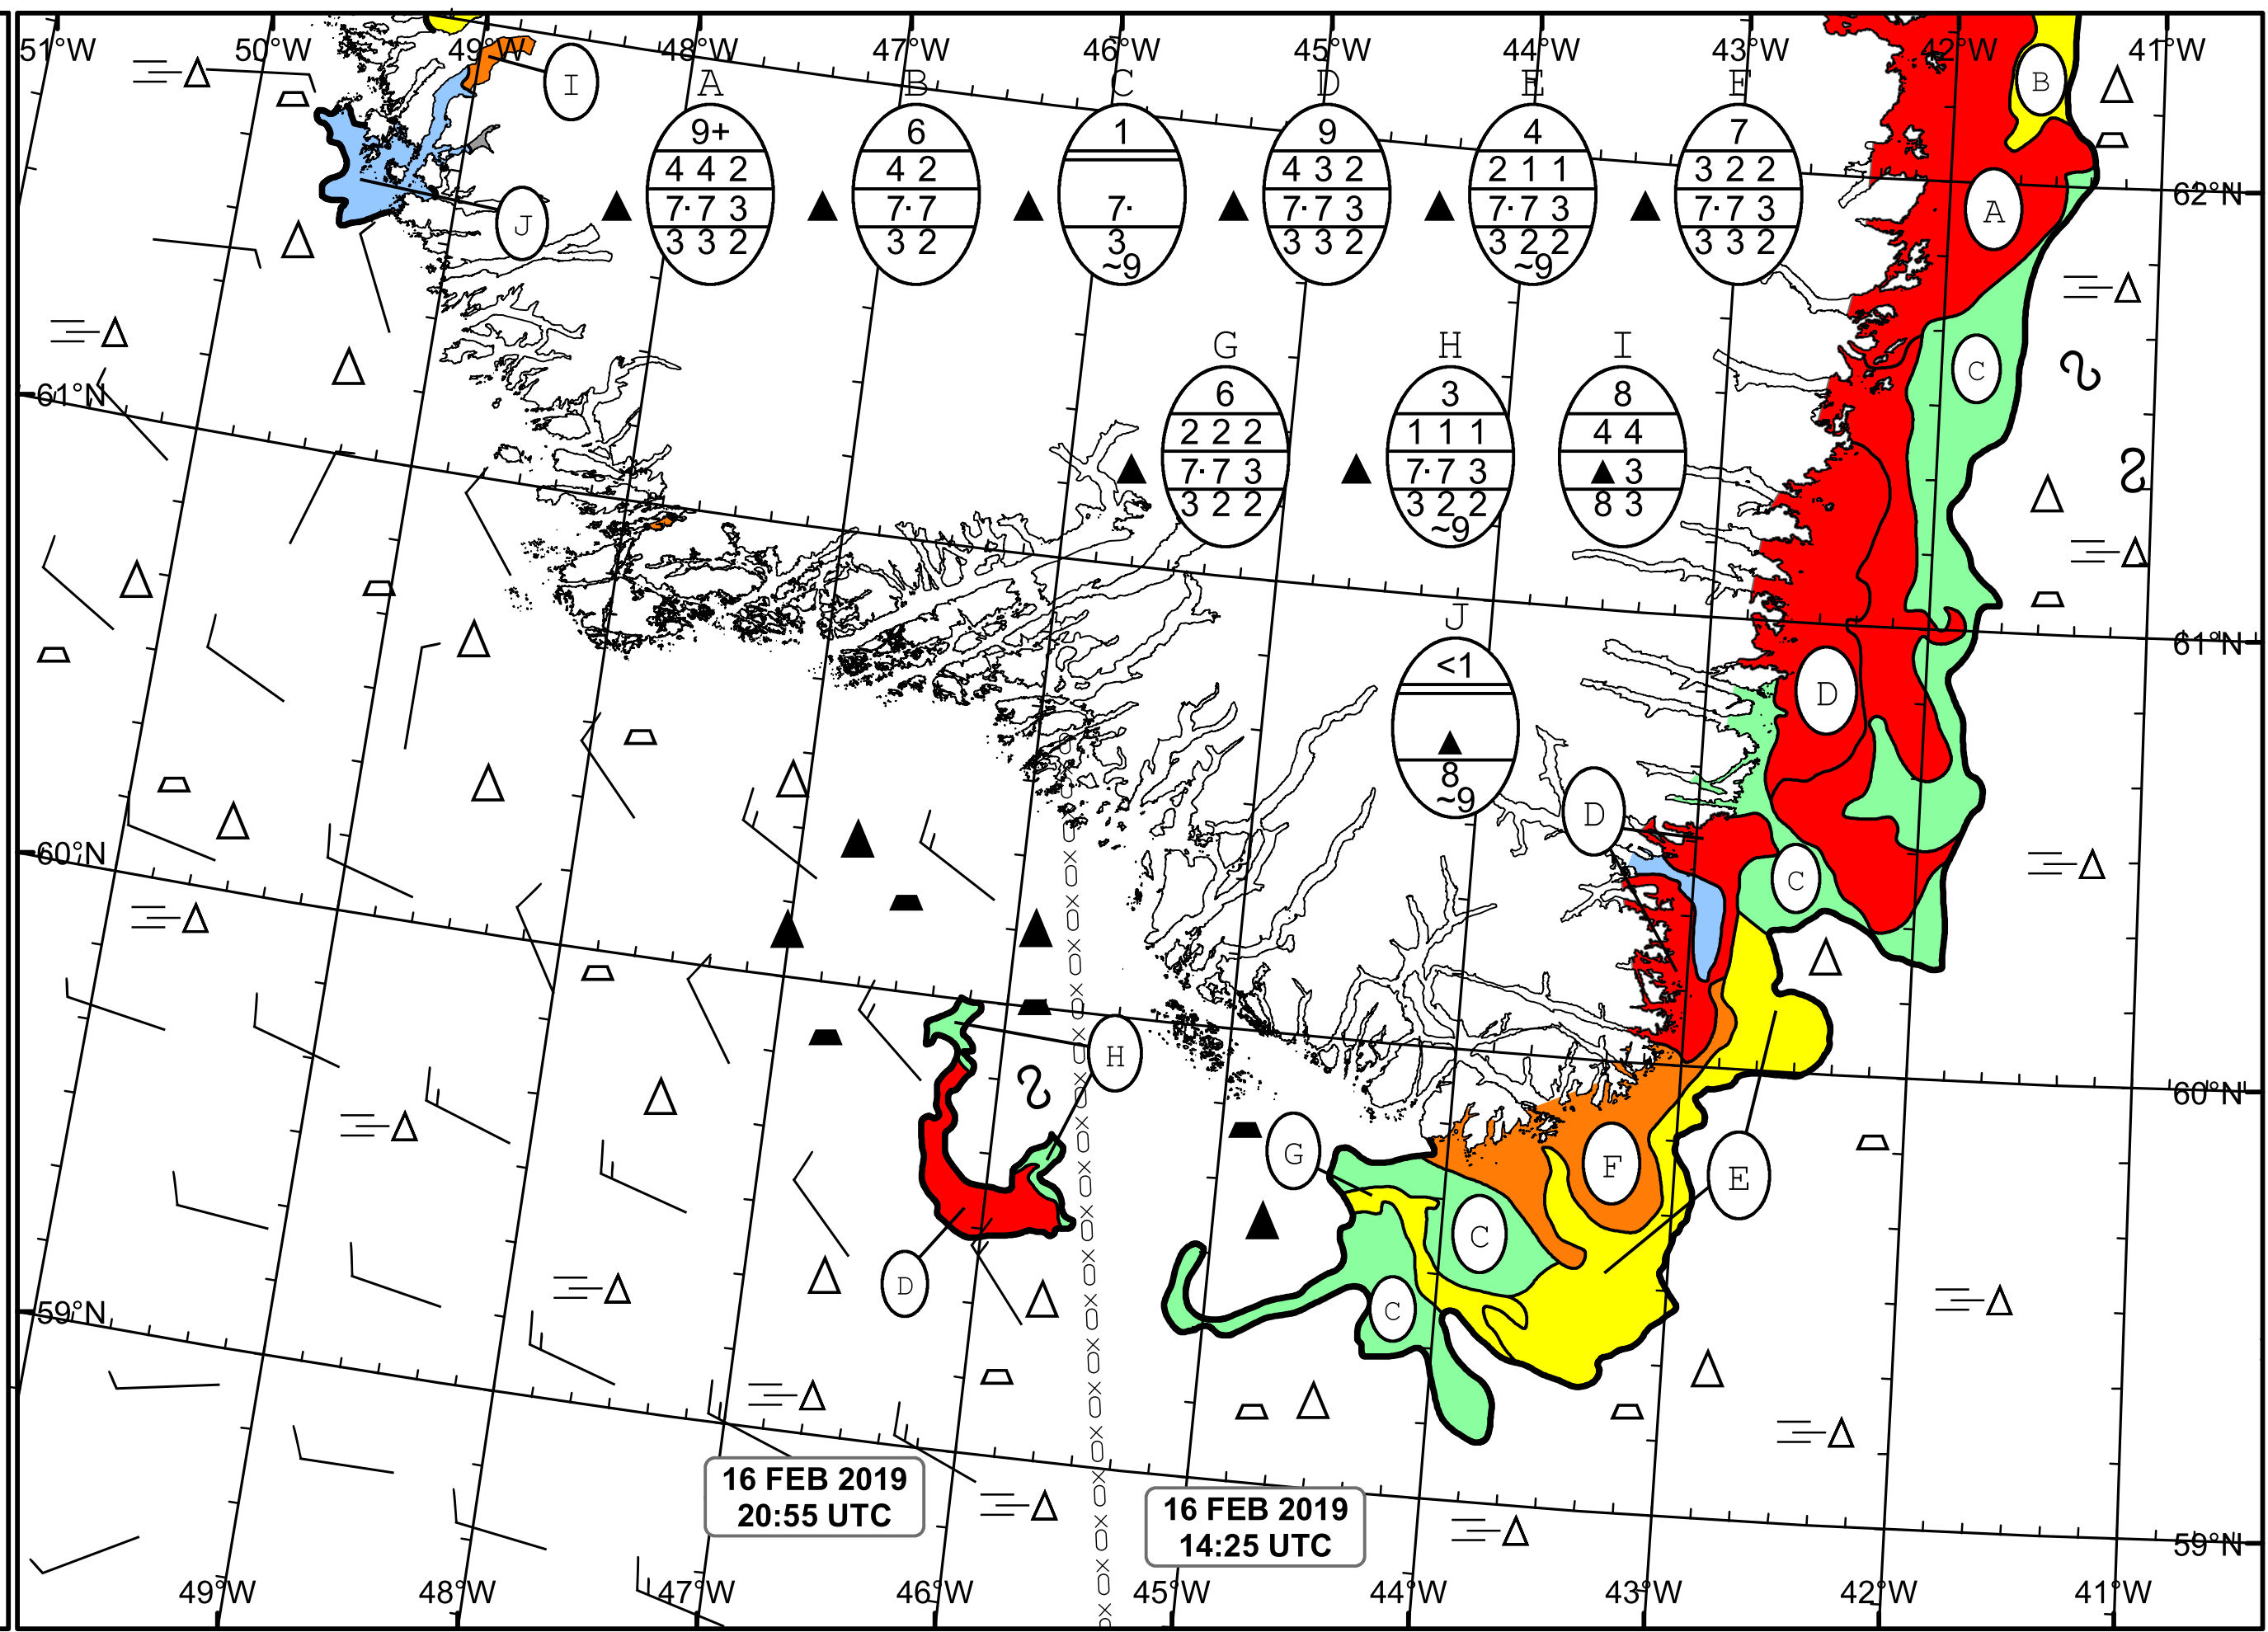 51°W 50°W 49°W 48°W 47°W 46°W 45°W 44°W 43°W 42°W 41°W
I
B
A B C D E F
9+ 6 1 9 4 7
4 4 2 4 2 4 3 2 2 1 1 3 2 2
7·7 3 7·7 7· 7·7 3 7·7 3 7·7 3
3 3 2 3 2 3 3 3 2 3 2 2 3 3 2
~9 ~9
J
A
62°N
G H I
C
61°N
6 3 8
2 2 2 1 1 1 4 4
7·7 3 7·7 3 3
3 2 2 3 2 2 8 3
~9
J
61°N
<1
D
8
~9
D
60°N
C
H
60°N
G
F
E
C
D
C
59°N
16 FEB 2019
20:55 UTC
16 FEB 2019
14:25 UTC
59°N
49°W 48°W 47°W 46°W 45°W 44°W 43°W 42°W 41°W